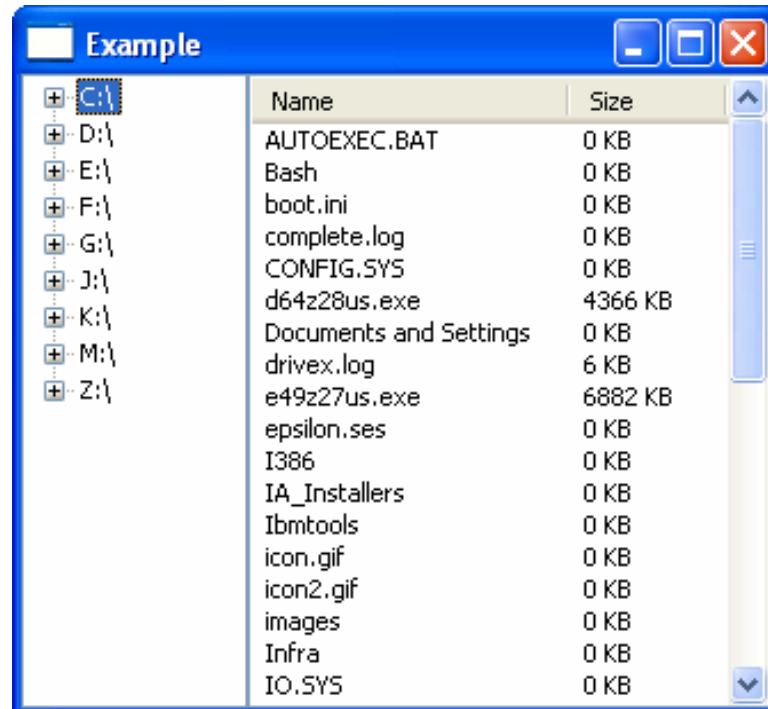 Example
C:\
D:\
E:\
F:\
G:\
J:\
K:\
M:\
Z:\
Name Size
AUTOEXEC.BAT 0 KB
Bash 0 KB
boot.ini 0 KB
complete.log 0 KB
CONFIG.SYS 0 KB
d64z28us.exe 4366 KB
Documents and Settings 0 KB
drivex.log 6 KB
e49z27us.exe 6882 KB
epsilon.ses 0 KB
I386 0 KB
IA_Installers 0 KB
Ibmtools 0 KB
icon.gif 0 KB
icon2.gif 0 KB
images 0 KB
Infra 0 KB
IO.SYS 0 KB